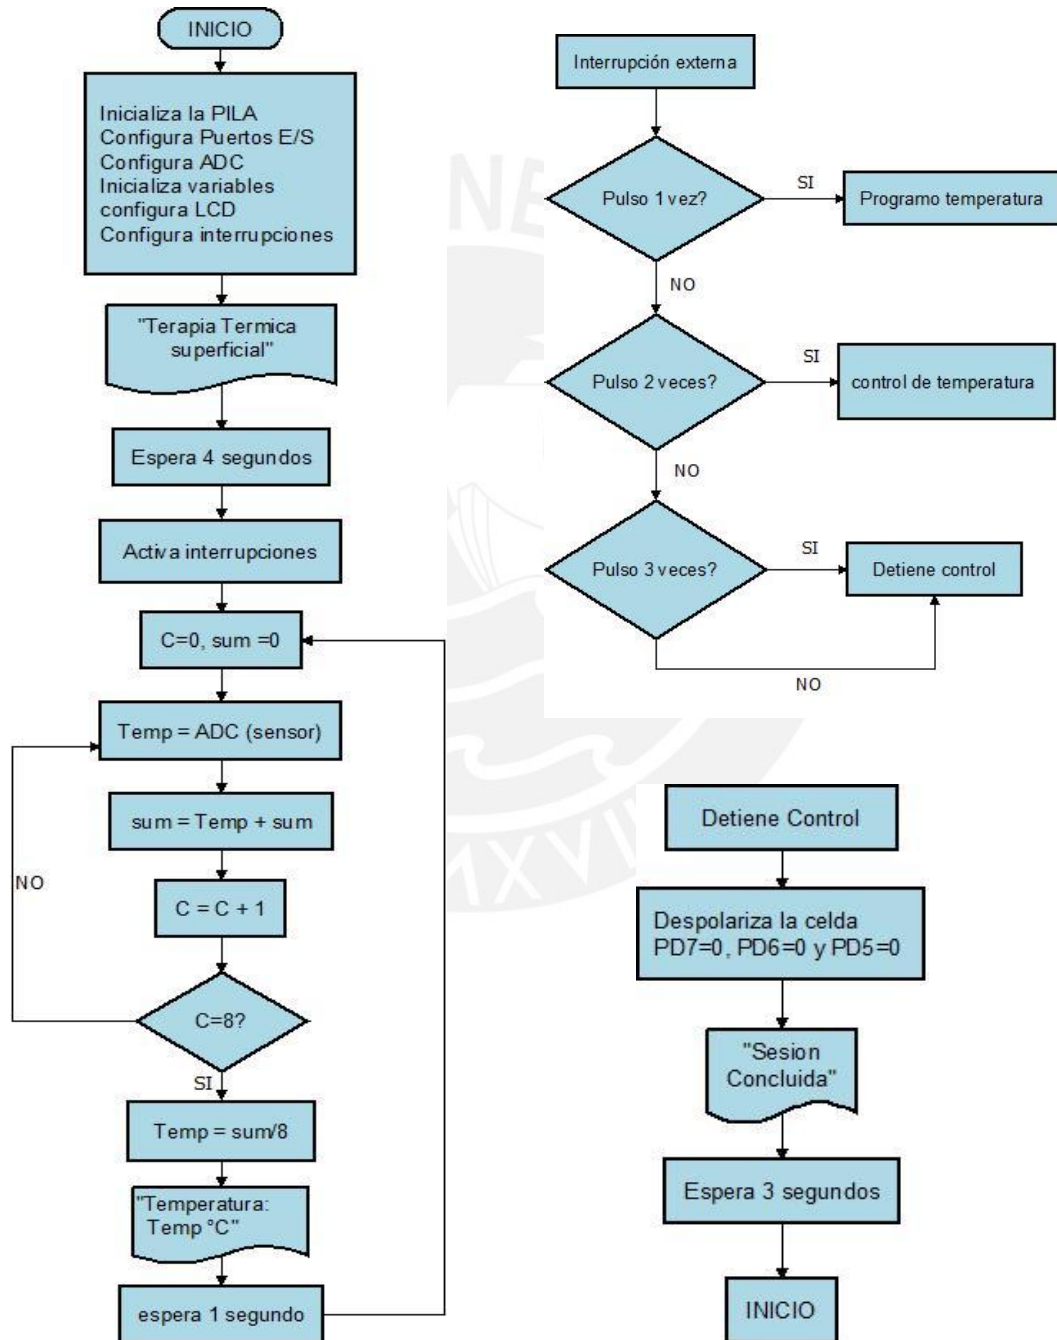 INICIO
Inicializa la PILA
Configura Puertos E/S
Configura ADC
Inicializa variables
configura LCD
Configura interrupciones
"Terapia Termica
superficial"
Espera 4 segundos
Activa interrupciones
C=0, sum =0
Temp = ADC (sensor)
sum = Temp + sum
C = C + 1
NO
C=8?
SI
Temp = sum/8
"Temperatura:
Temp °C"
espera 1 segundo
Interrupción externa
Pulso 1 vez?
SI
Programo temperatura
NO
Pulso 2 veces?
SI
control de temperatura
NO
Pulso 3 veces?
SI
Detiene control
NO
Detiene Control
Despolariza la celda
PD7=0, PD6=0 y PD5=0
"Sesion
Concluida"
Espera 3 segundos
INICIO